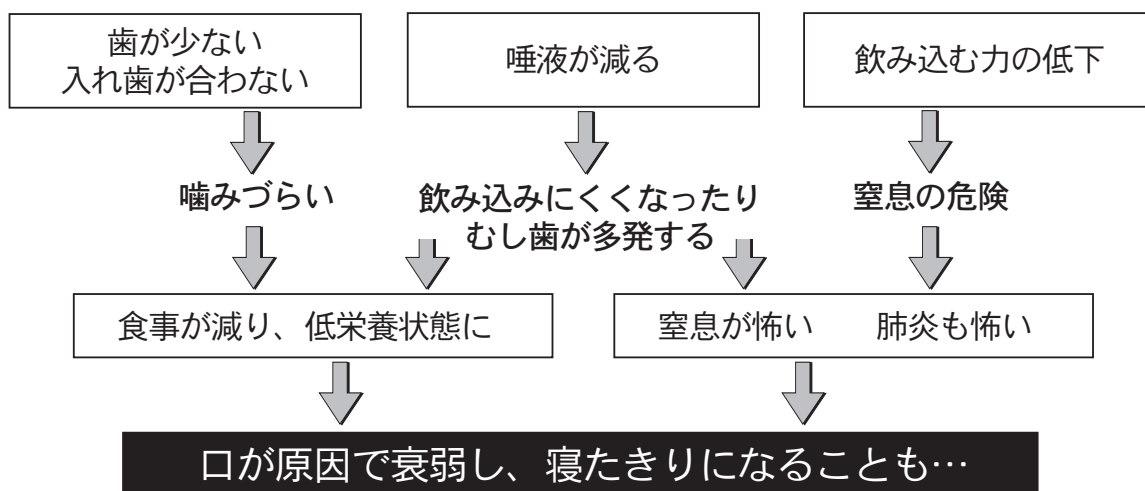 歯が少ない
入れ歯が合わない
唾液が減る
飲み込む力の低下
噛みづらい
飲み込みにくくなったり
むし歯が多発する
窒息の危険
食事が減り、低栄養状態に
窒息が怖い　　肺炎も怖い
口が原因で衰弱し、寝たきりになることも…